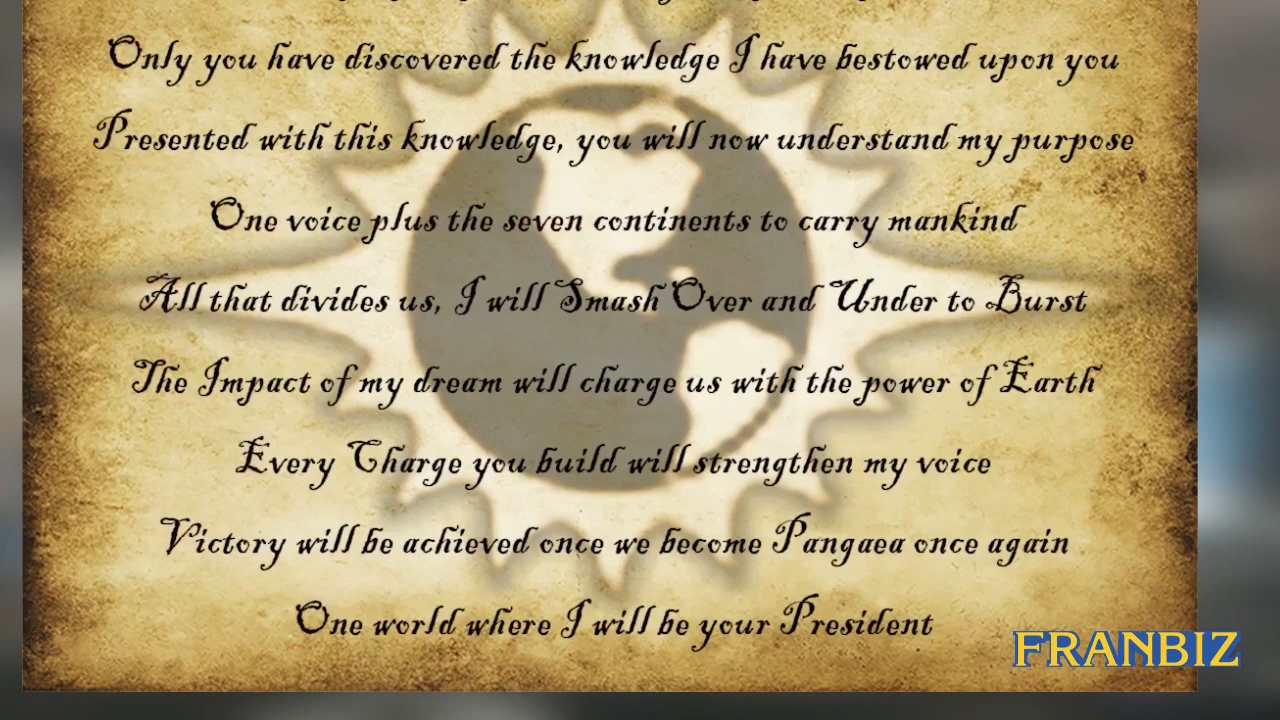 Only you have discovered the knowledge I have bestowed upon you
Presented with this knowledge, you will now understand my purpose
One voice plus the seven continents to carry mankind
All that divides us, I will Smash Over and Under to Burst
The Impact of my dream will charge us with the power of Earth
Every Charge you build will strengthen my voice
Victory will be achieved once we become Pangaea once again
One world where I will be your President
FRANBIZ